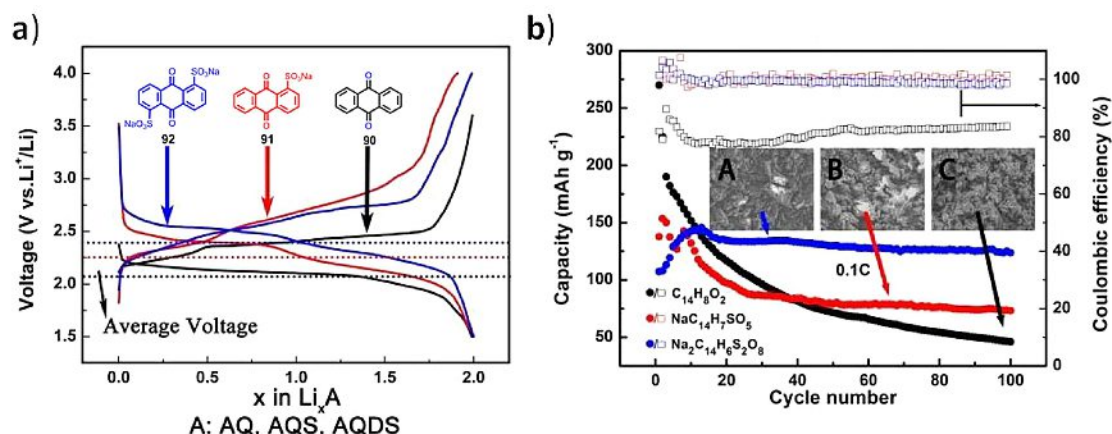 a)
Voltage (V vs.Li⁺/Li)
4.0
3.5
3.0
2.5
2.0
1.5
O
SO₃Na
NaO₃S
O
92
O
SO₃Na
O
91
O
O
90
Average Voltage
0.0 0.5 1.0 1.5 2.0
x in LiₓA
A: AQ, AQS, AQDS
b)
Capacity (mAh g⁻¹)
300
250
200
150
100
50
A
B
C
0.1C
C₁₄H₈O₂
NaC₁₄H₇SO₅
Na₂C₁₄H₆S₂O₈
0 20 40 60 80 100
Cycle number
100
80
60
40
20
0
Coulombic efficiency (%)